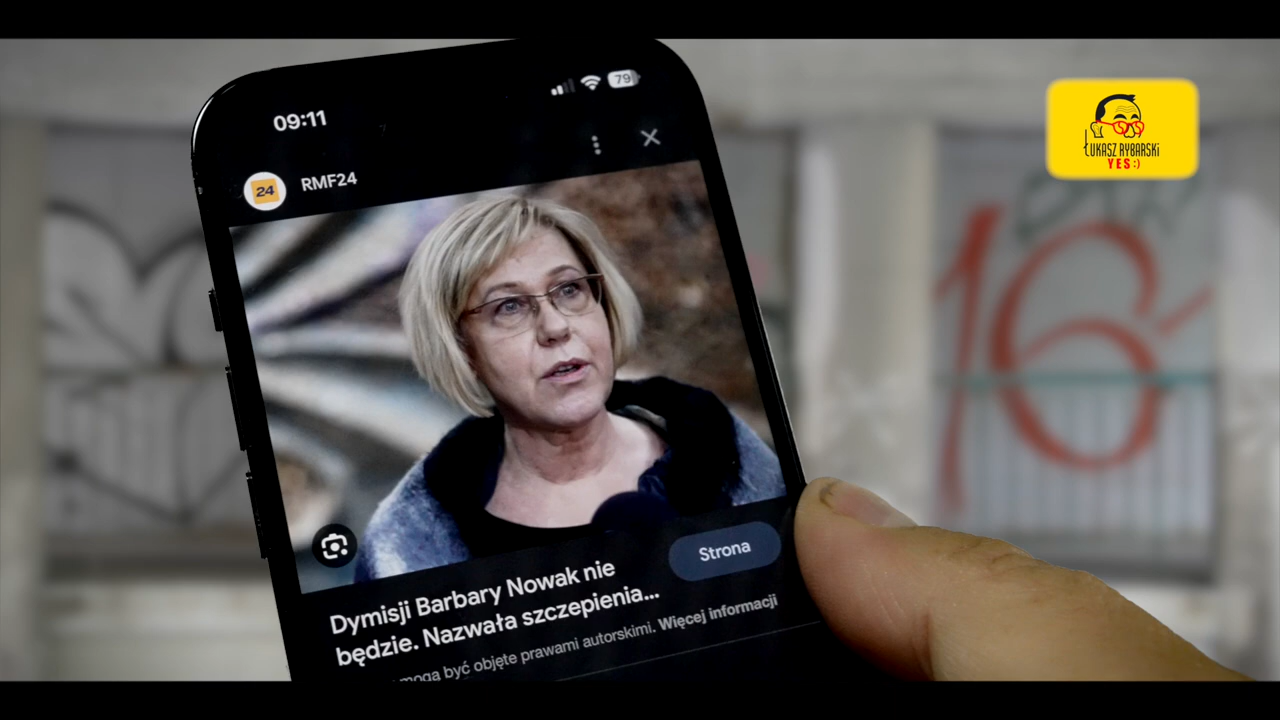 09:11
79
24
RMF24
ŁUKASZ RYBARSKI
YES:)
16
Strona
Dymisji Barbary Nowak nie
będzie. Nazwała szczepienia...
mogą być objęte prawami autorskimi. Więcej informacji